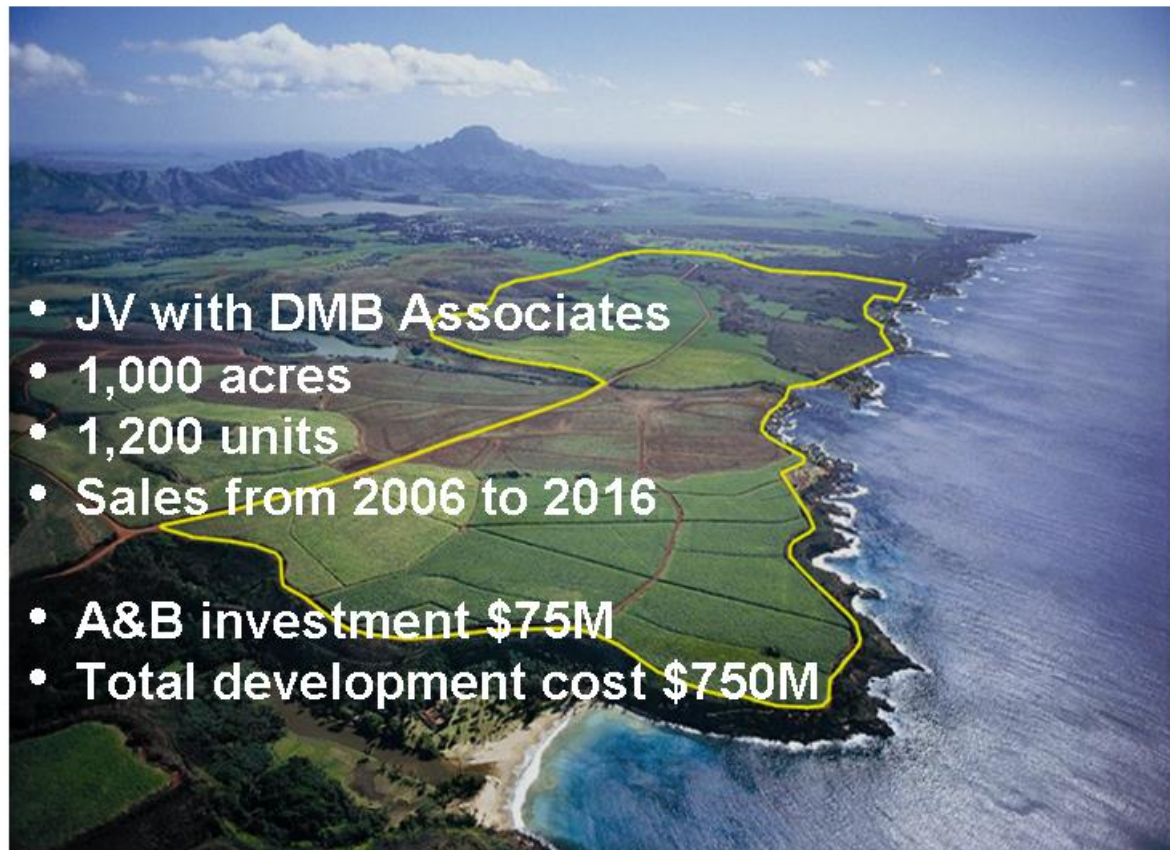 • JV with DMB Associates
• 1,000 acres
• 1,200 units
• Sales from 2006 to 2016
• A&B investment $75M
• Total development cost $750M